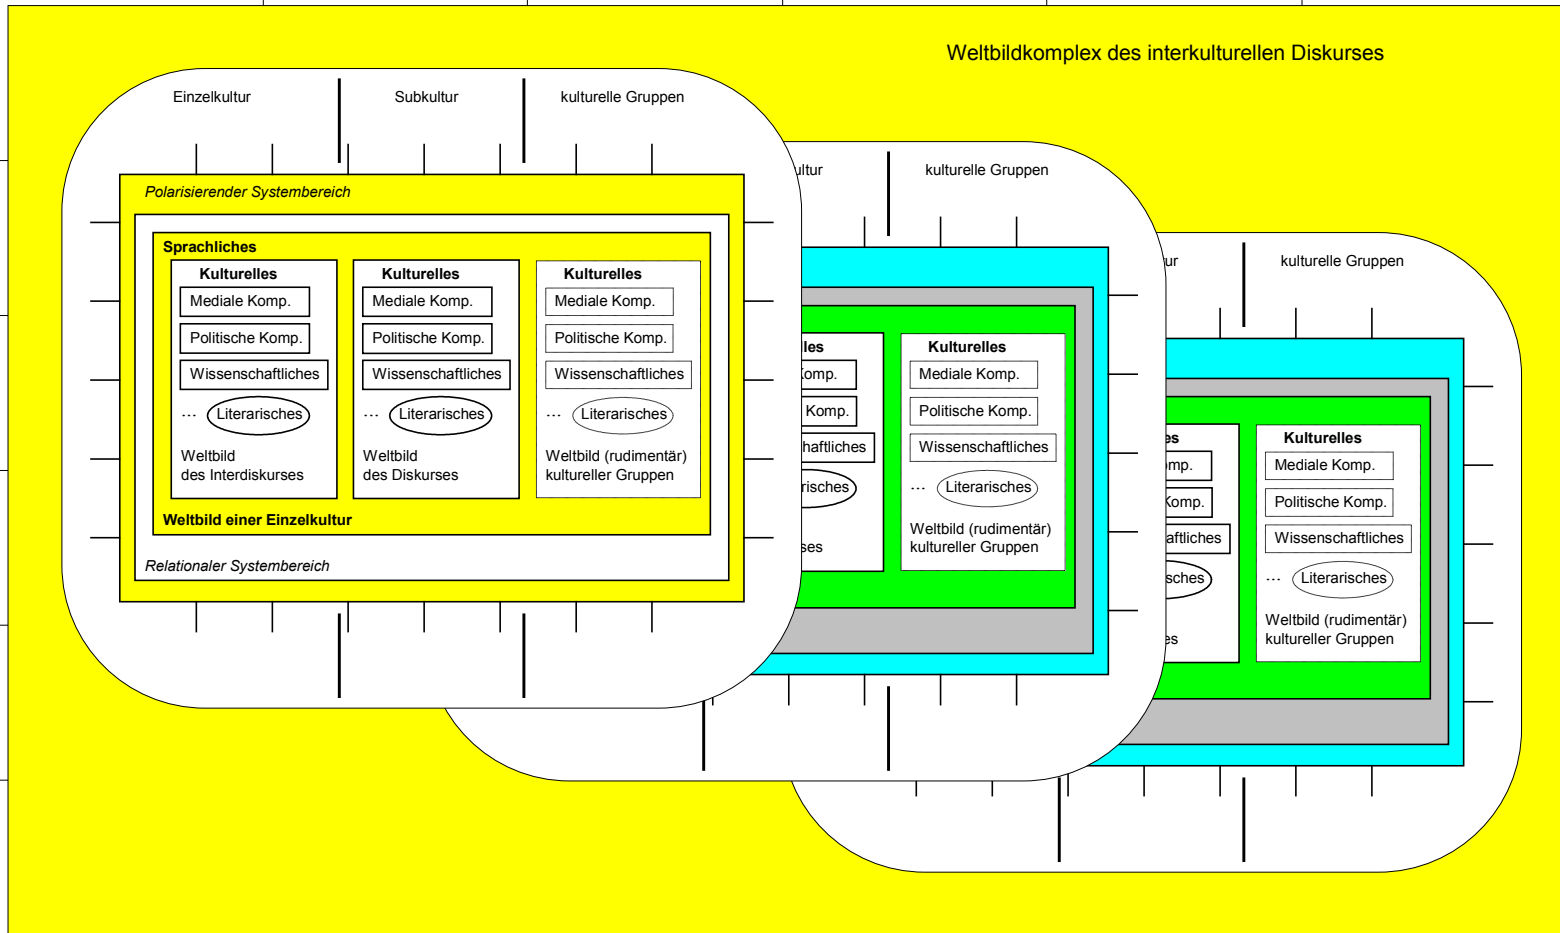 Weltbildkomplex des interkulturellen Diskurses
Einzelkultur
Subkultur
kulturelle Gruppen
Polarisierender Systembereich
Sprachliches
Kulturelles
Mediale Komp.
Politische Komp.
Wissenschaftliches
... Literarisches
Weltbild
des Interdiskurses
Kulturelles
Mediale Komp.
Politische Komp.
Wissenschaftliches
... Literarisches
Weltbild
des Diskurses
Kulturelles
Mediale Komp.
Politische Komp.
Wissenschaftliches
... Literarisches
Weltbild (rudimentär)
kultureller Gruppen
Weltbild einer Einzelkultur
Relationaler Systembereich
kulturelle Gruppen
Komp.
Kulturelles
Mediale Komp.
Politische Komp.
Wissenschaftliches
... Literarisches
Weltbild (rudimentär)
kultureller Gruppen
kulturelle Gruppen
Kulturelles
Mediale Komp.
Politische Komp.
Wissenschaftliches
... Literarisches
Weltbild (rudimentär)
kultureller Gruppen